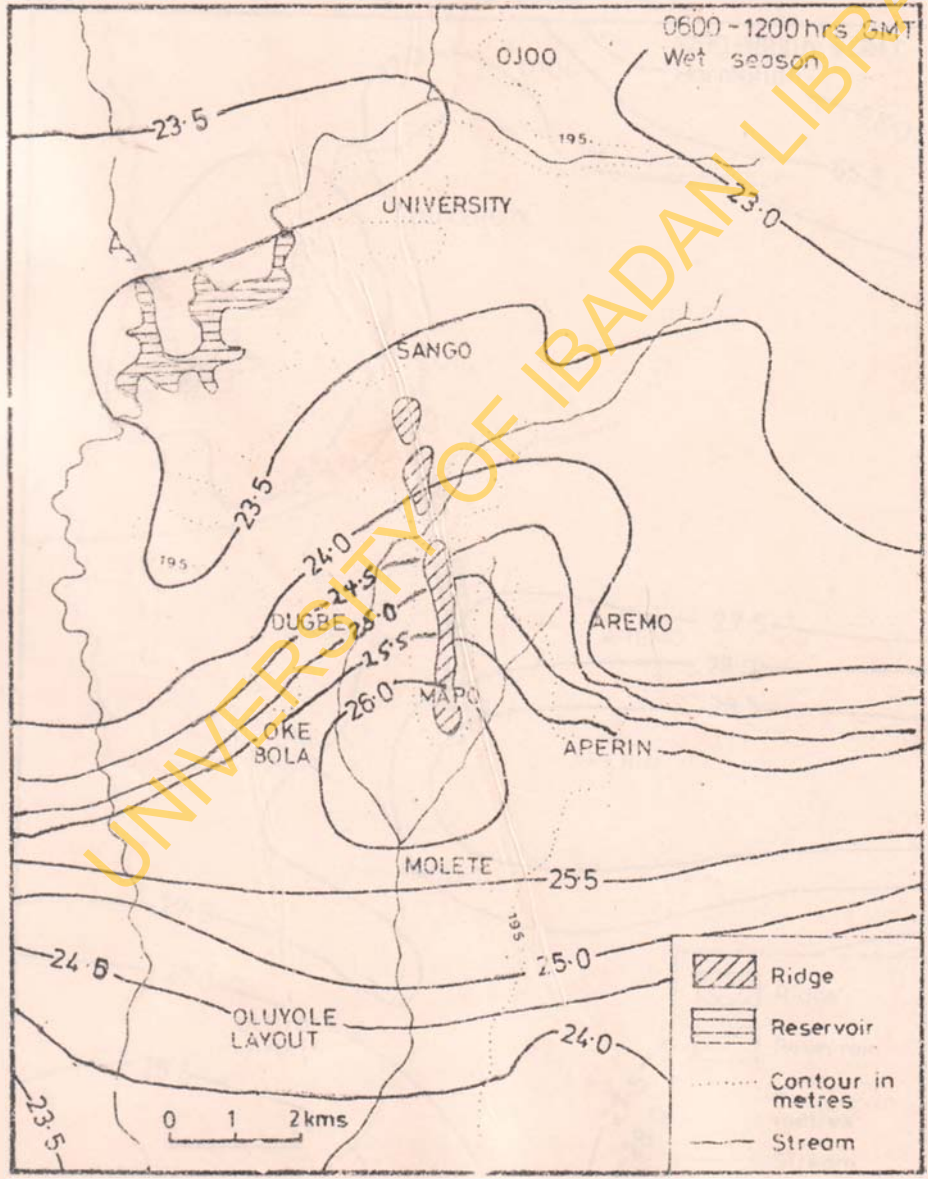 0600-1200 hrs GMT
Wet season
OJOO
23.5
195
UNIVERSITY
23.0
SANGO
23.5
24.0
195
24.5
DUGBE
25.0
AREMO
25.5
26.0
MAPO
OKE
BOLA
APERIN
MOLETE
25.5
195
24.5
25.0
OLUYOLE
LAYOUT
24.0
23.5
0 1 2 kms
Ridge
Reservoir
Contour in
metres
Stream
UNIVERSITY OF IBADAN LIBRA